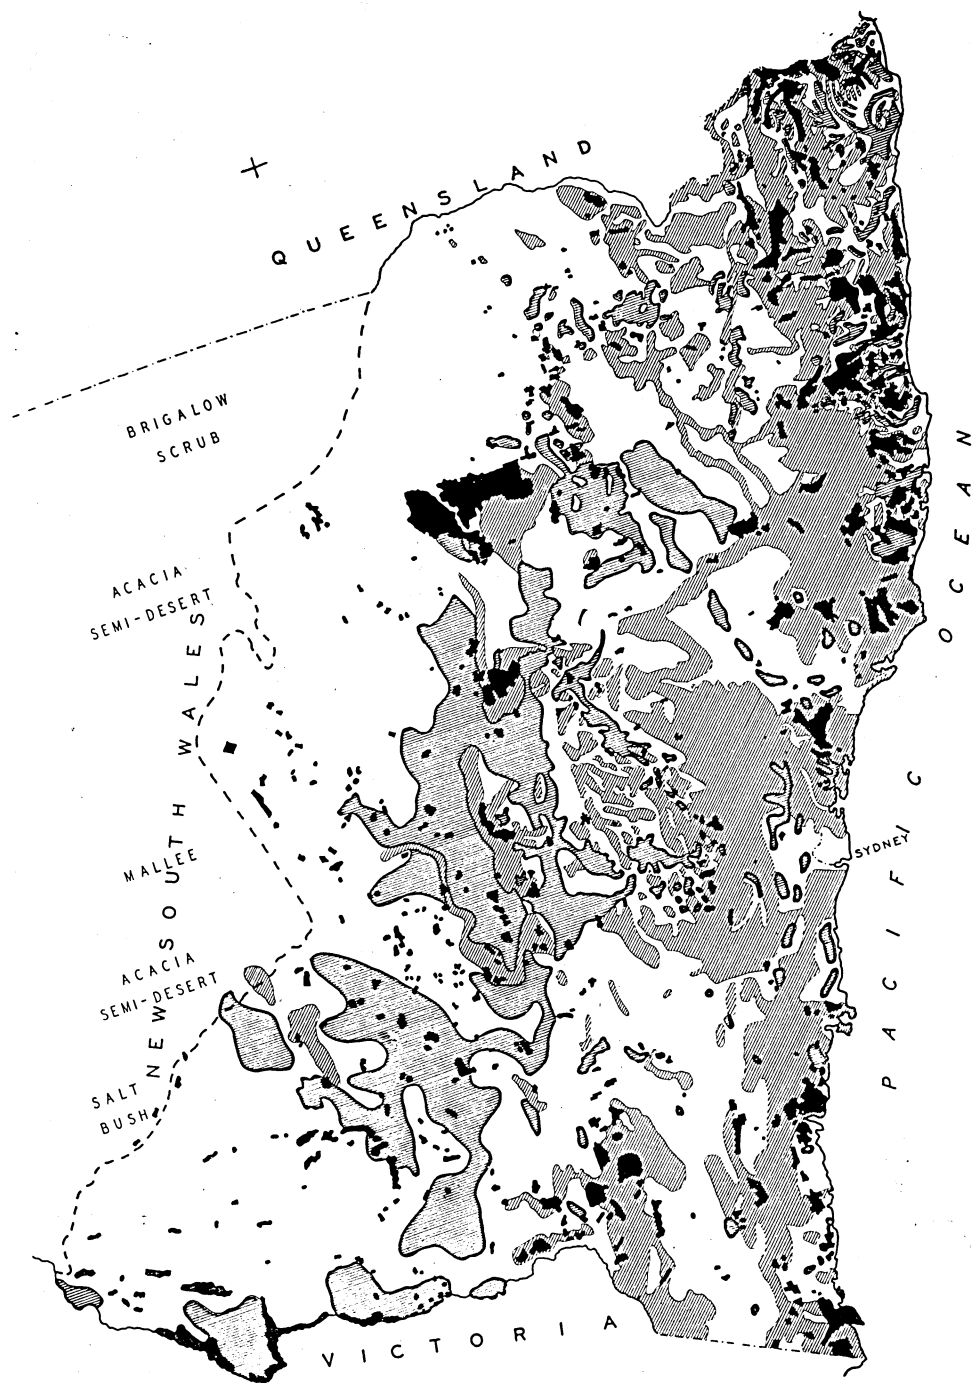 QUEENSLAND
BRIGALOW
SCRUB
ACACIA
SEMI-DESERT
NEW SOUTH WALES
MALLEE
ACACIA
SEMI-DESERT
SALT
BUSH
SYDNEY
PACIFIC OCEAN
VICTORIA